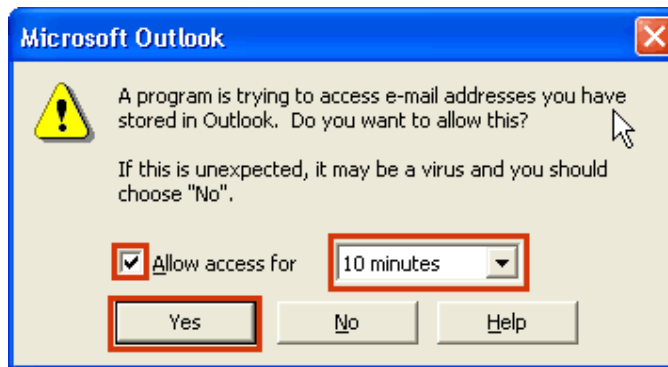 Microsoft Outlook
A program is trying to access e-mail addresses you have
stored in Outlook. Do you want to allow this?
If this is unexpected, it may be a virus and you should
choose "No".
Allow access for 10 minutes
Yes No Help